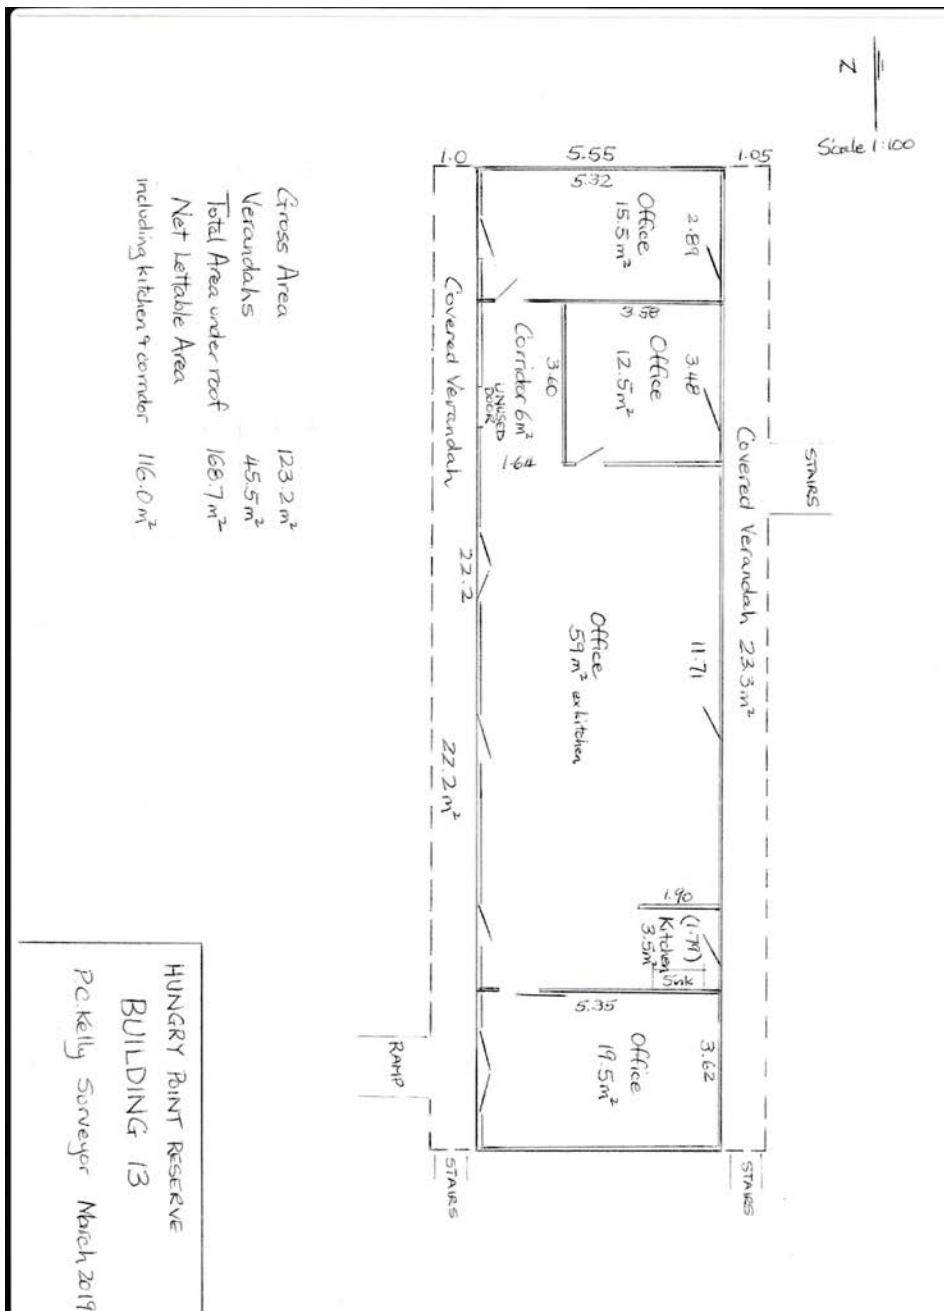 N
Scale 1:100
1.0
5.55
1.05
5.32
Office
15.5m²
2.89
3.58
Office
12.5m²
3.48
Corridor 6m²
3.60
UNUSED
DOOR
1.64
Covered Verandah
22.2
22.2m²
Covered Verandah 23.3m²
STAIRS
Office
59m² ex kitchen
11.71
1.90
(1.79)
Kitchen
3.5m²
Sink
5.35
Office
19.5m²
3.62
RAMP
STAIRS
STAIRS
Gross Area 123.2m²
Verandahs 45.5m²
Total Area under roof 168.7m²
Net Lettable Area
including kitchen & corridor 116.0m²
HUNGRY POINT RESERVE
BUILDING 13
P.C. Kelly Surveyor March 2019